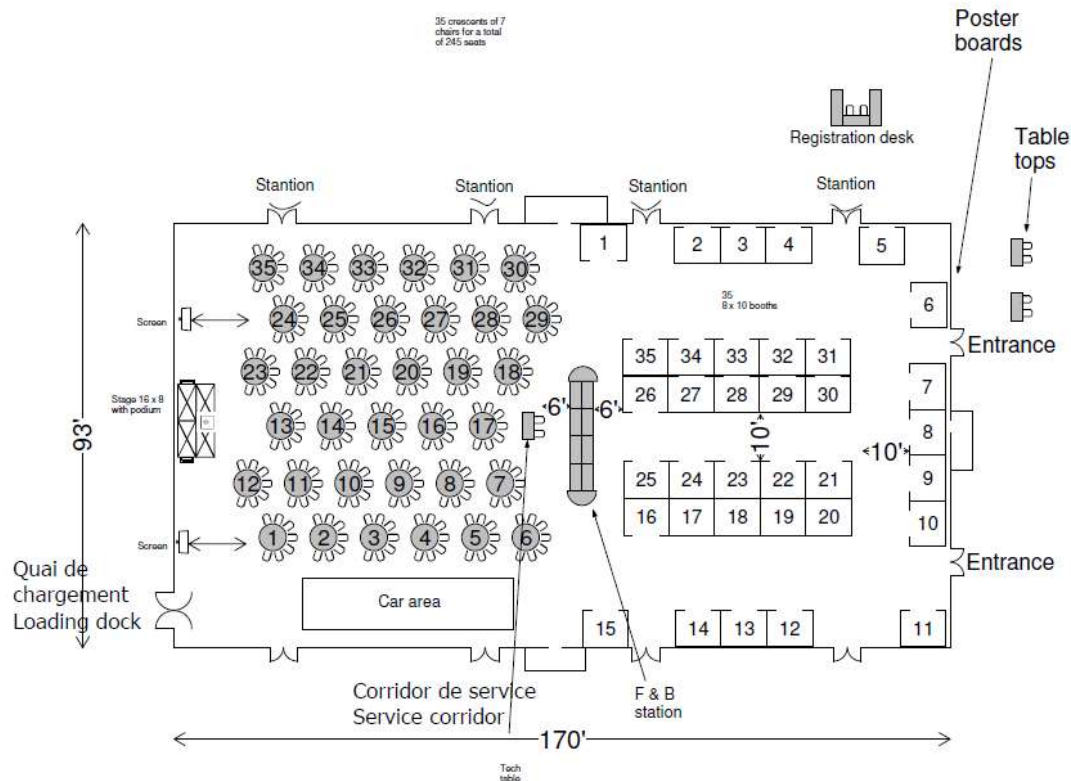 35 crescents of 7
chairs for a total
of 245 seats
Poster
boards
Registration desk
Table
tops
Stantion
Stantion
Stantion
Stantion
1
2
3
4
5
35
34
33
32
31
30
6
35
8 x 10 booths
Screen
24
25
26
27
28
29
Entrance
35
34
33
32
31
23
22
21
20
19
18
7
26
27
28
29
30
Stage 16 x 8
with podium
6'
6'
13
14
15
16
17
8
93'
10'
10'
25
24
23
22
21
9
12
11
10
9
8
7
16
17
18
19
20
10
1
2
3
4
5
6
Screen
Entrance
Quai de
chargement
Loading dock
Car area
15
14
13
12
11
Corridor de service
Service corridor
F & B
station
170'
Tech
table